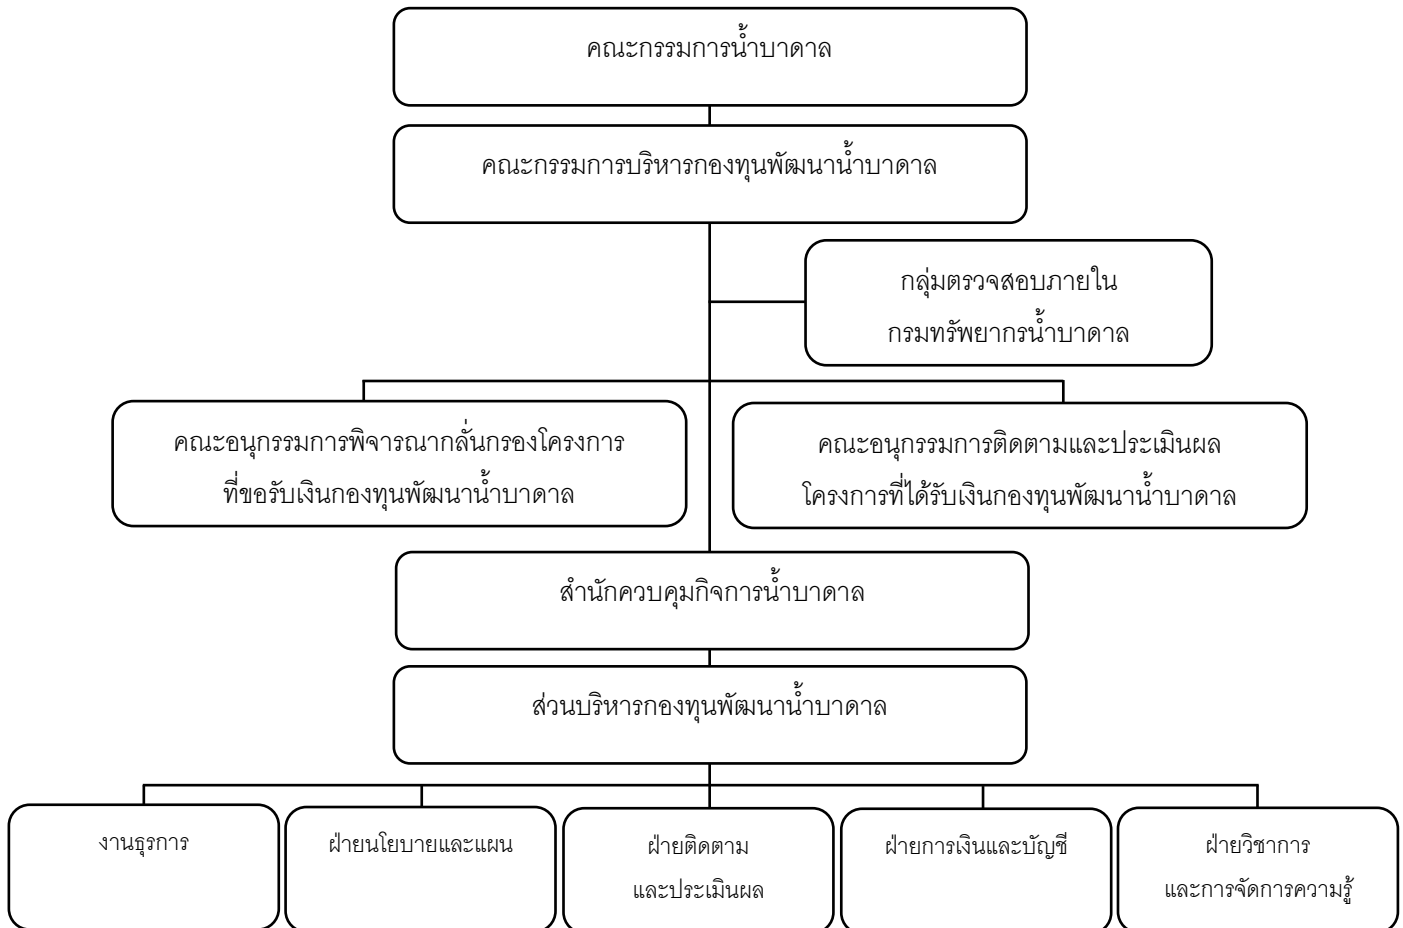 คณะกรรมการน้ำบาดาล
คณะกรรมการบริหารกองทุนพัฒนาน้ำบาดาล
กลุ่มตรวจสอบภายใน
กรมทรัพยากรน้ำบาดาล
คณะอนุกรรมการพิจารณากลั่นกรองโครงการ
ที่ขอรับเงินกองทุนพัฒนาน้ำบาดาล
คณะอนุกรรมการติดตามและประเมินผล
โครงการที่ได้รับเงินกองทุนพัฒนาน้ำบาดาล
สำนักควบคุมกิจการน้ำบาดาล
ส่วนบริหารกองทุนพัฒนาน้ำบาดาล
งานธุรการ
ฝ่ายนโยบายและแผน
ฝ่ายติดตาม
และประเมินผล
ฝ่ายการเงินและบัญชี
ฝ่ายวิชาการ
และการจัดการความรู้